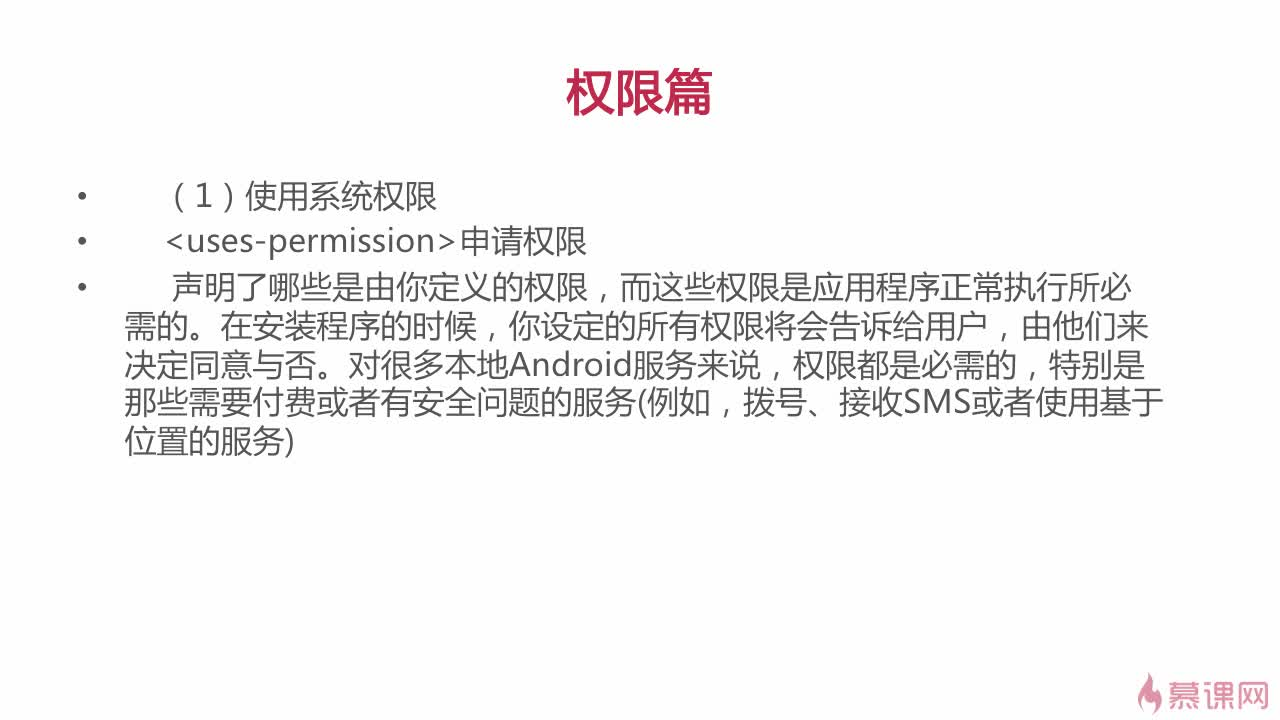 权限篇
• （1）使用系统权限
• <uses-permission>申请权限
• 声明了哪些是由你定义的权限，而这些权限是应用程序正常执行所必
需的。在安装程序的时候，你设定的所有权限将会告诉给用户，由他们来
决定同意与否。对很多本地Android服务来说，权限都是必需的，特别是
那些需要付费或者有安全问题的服务(例如，拨号、接收SMS或者使用基于
位置的服务)
慕课网